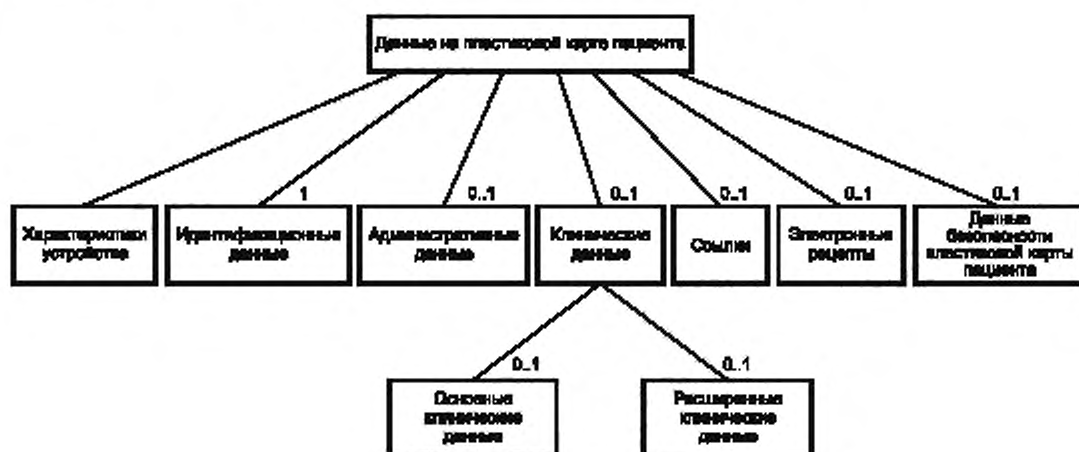 Данные на пластиковой карте пациента
1
0..1
0..1
0..1
0..1
0..1
Характеристики
устройства
Идентификационные
данные
Административные
данные
Клинические
данные
Ссылки
Электронные
рецепты
Данные
безопасности
пластиковой карты
пациента
0..1
0..1
Основные
клинические
данные
Расширенные
клинические
данные